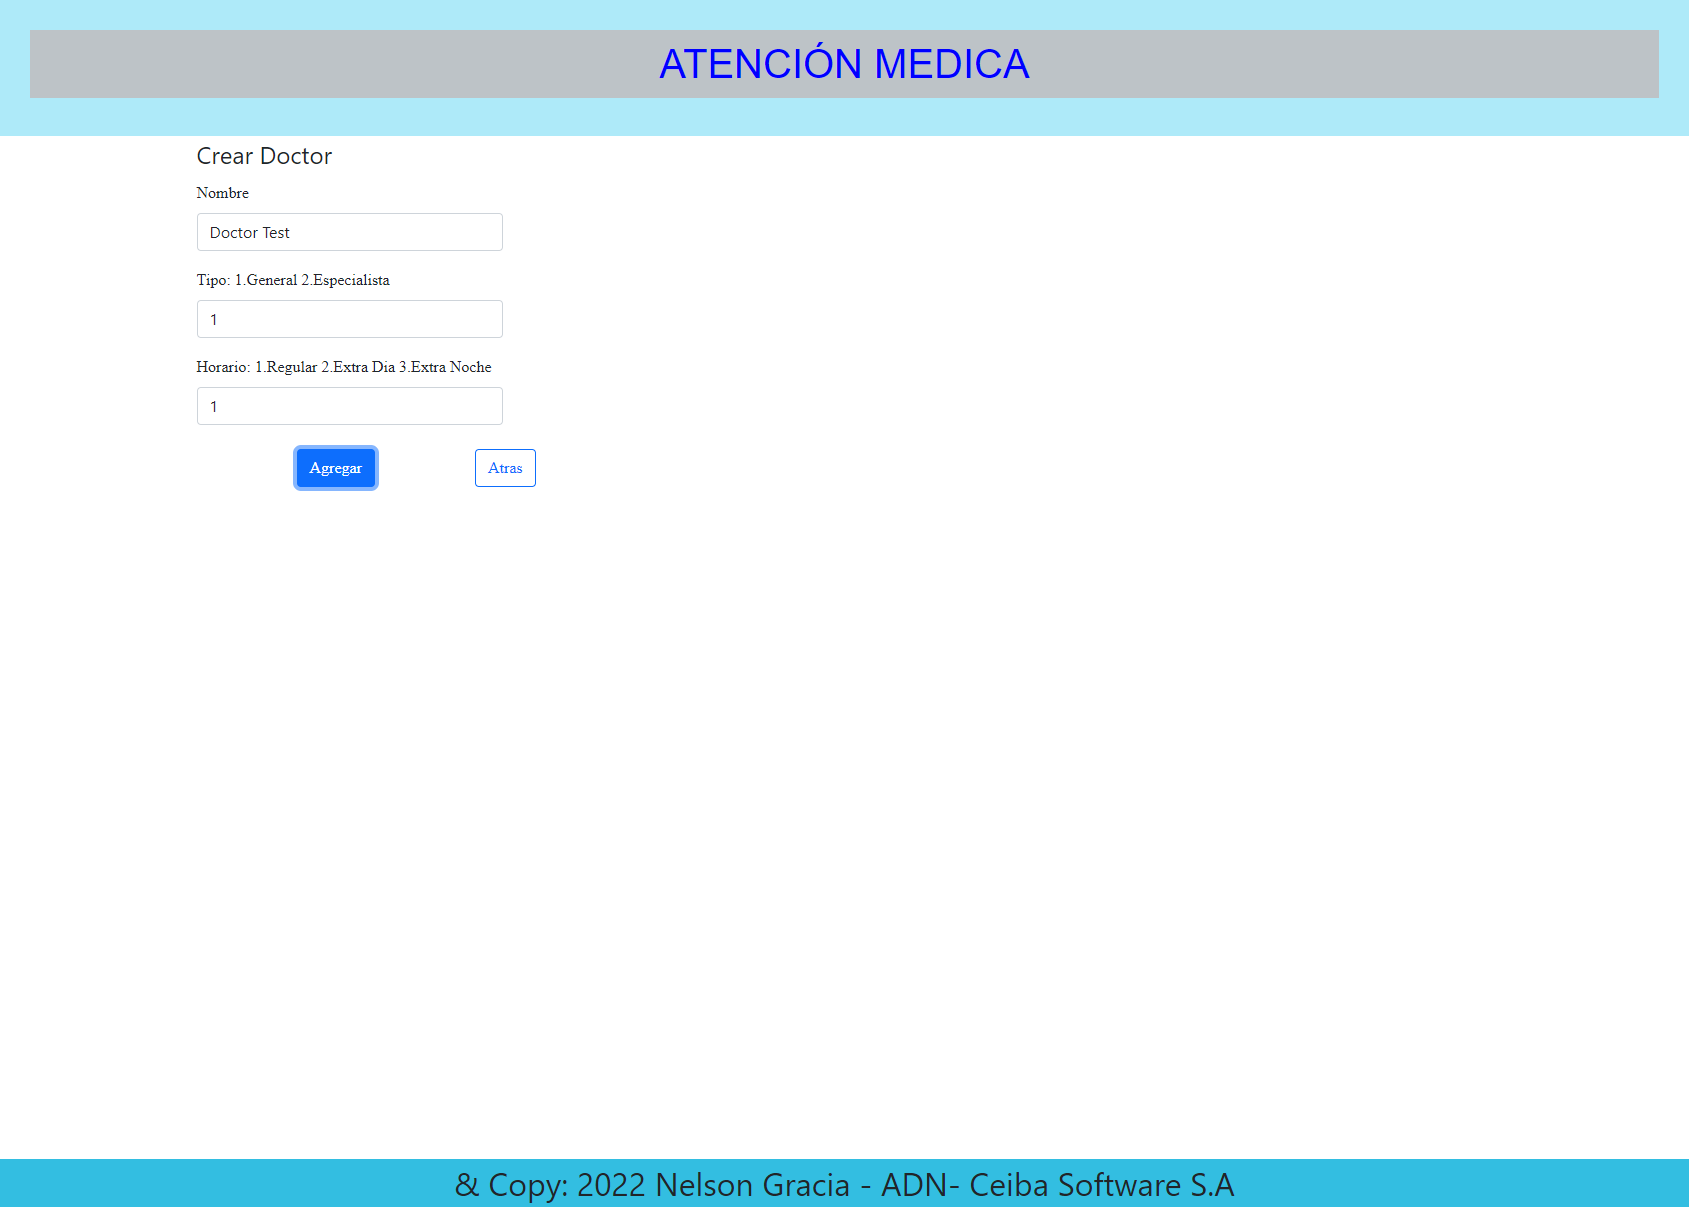 ATENCIÓN MEDICA
Crear Doctor
Nombre
Doctor Test
Tipo: 1.General 2.Especialista
1
Horario: 1.Regular 2.Extra Dia 3.Extra Noche
1
Agregar Atras
& Copy: 2022 Nelson Gracia - ADN- Ceiba Software S.A